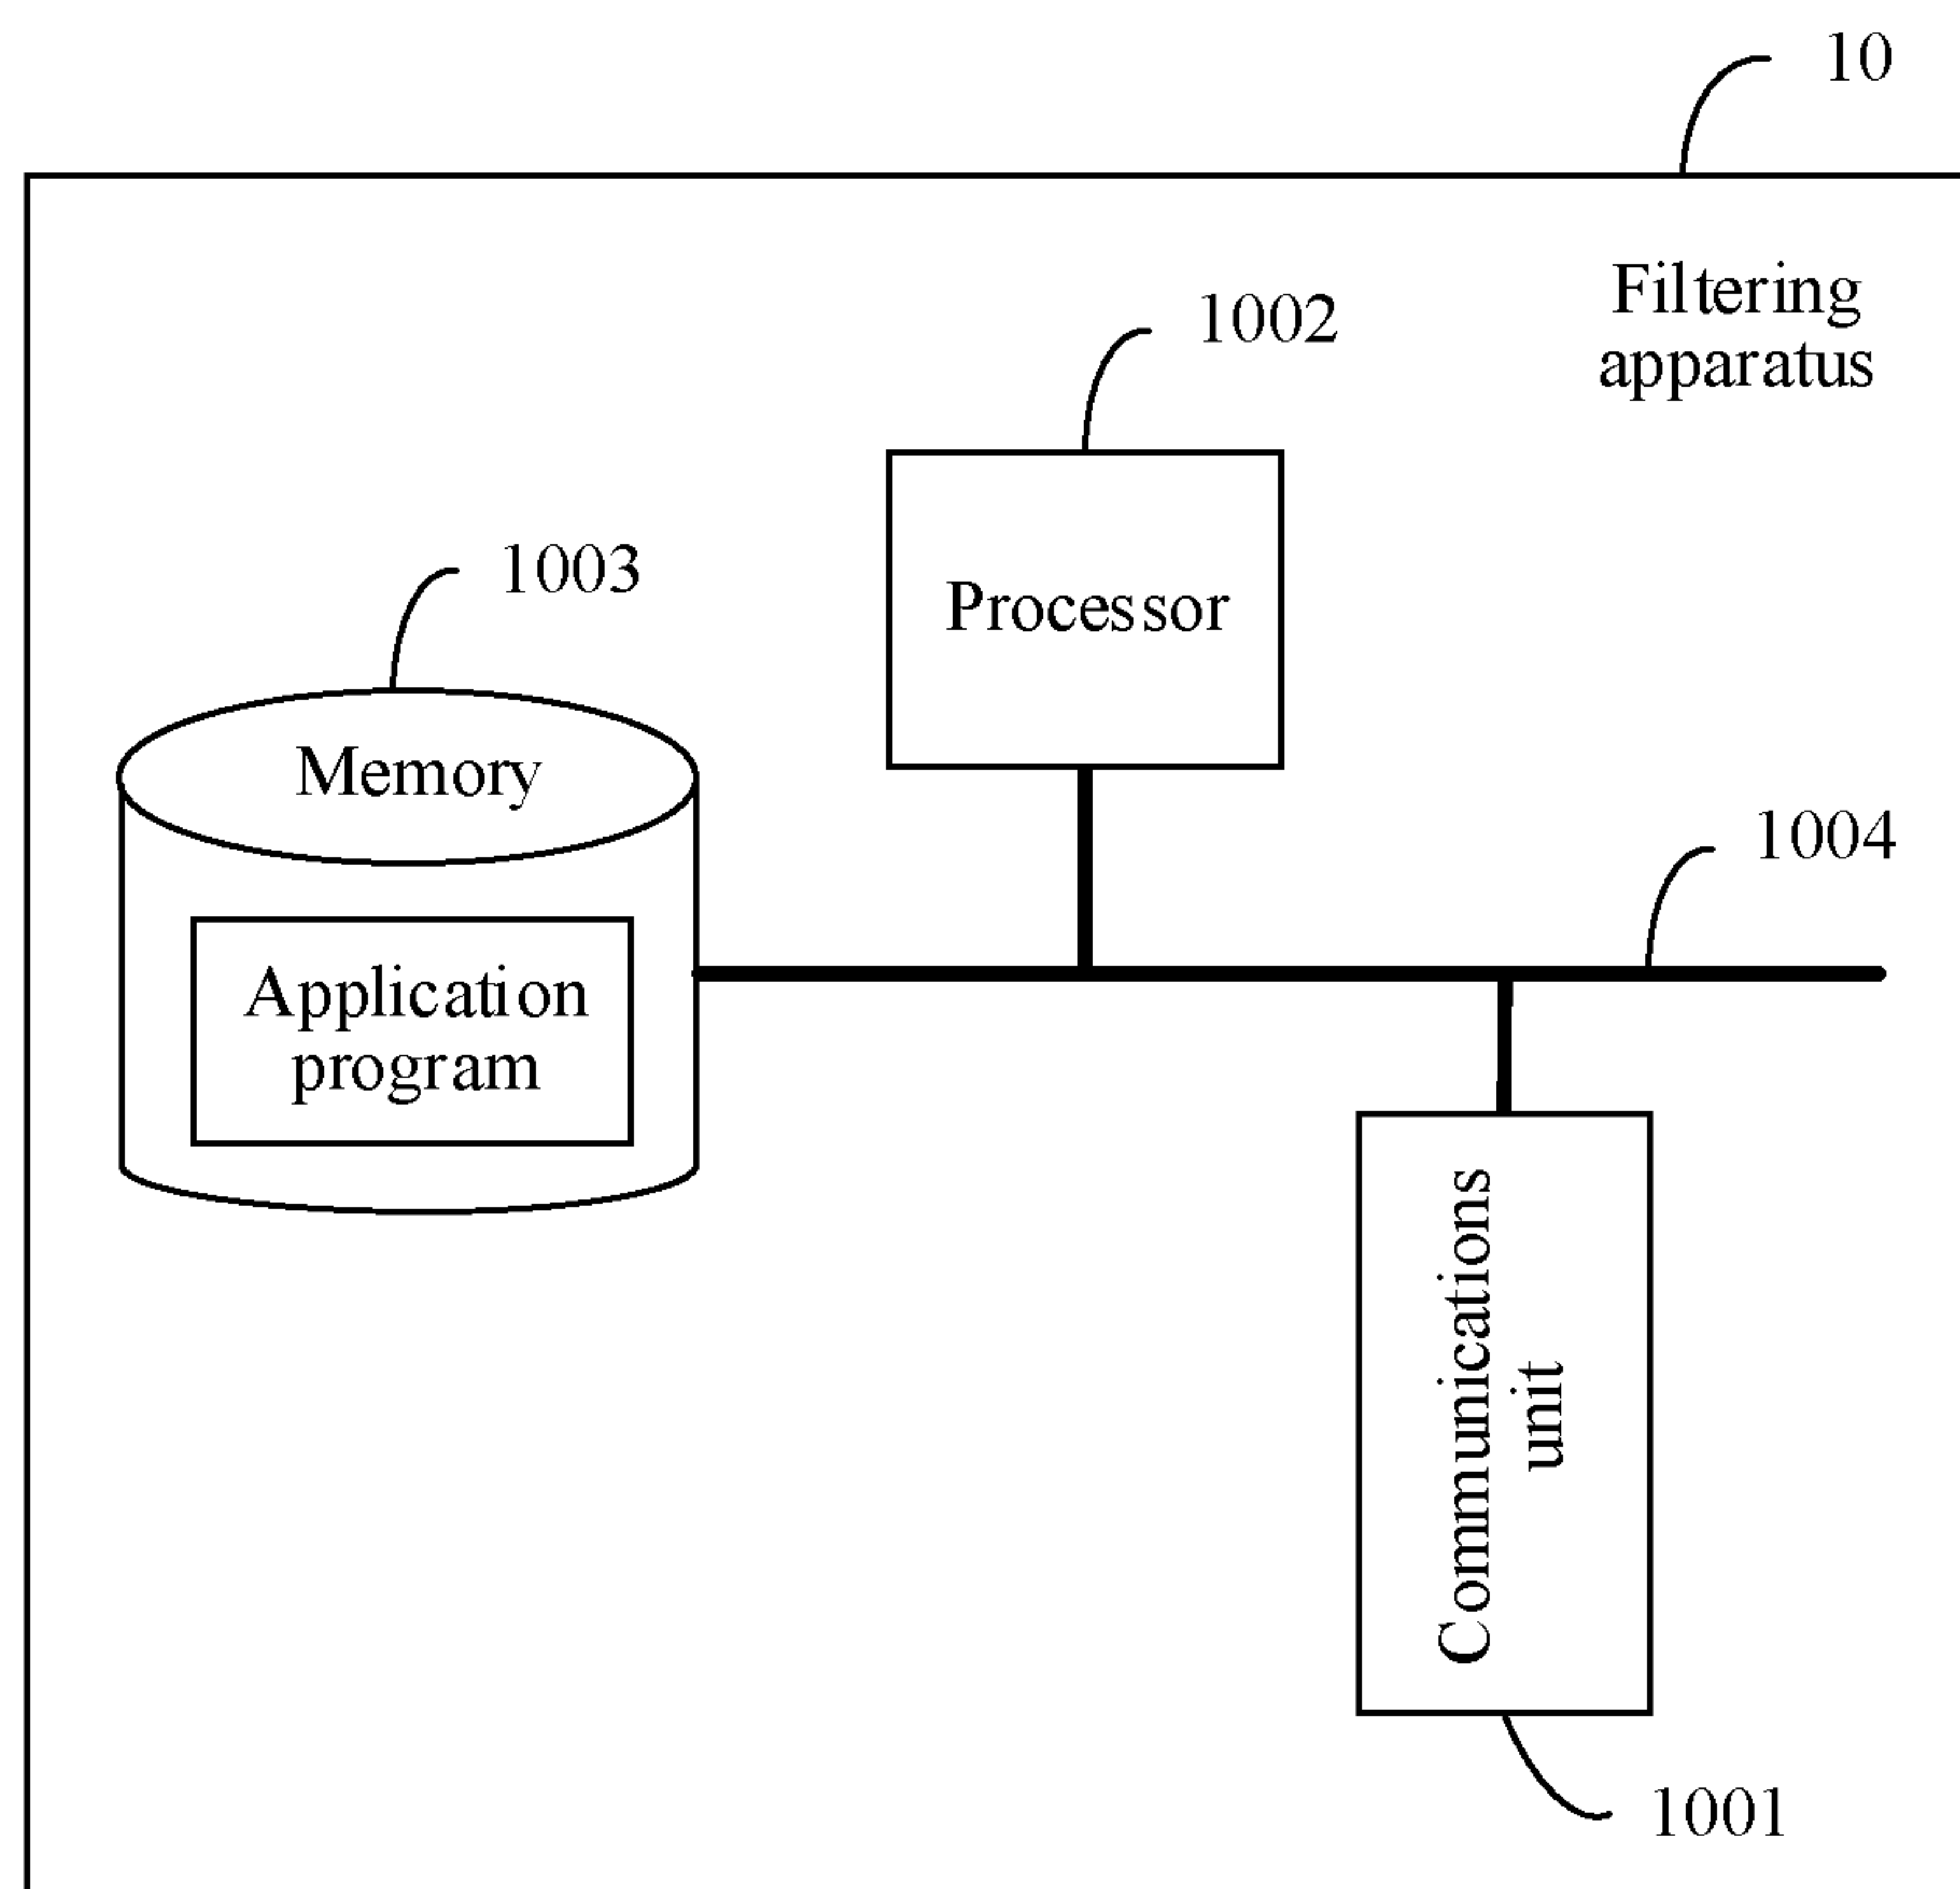 10
Filtering
apparatus
1002
Processor
1003
Memory
Application
program
1004
Communications
unit
1001